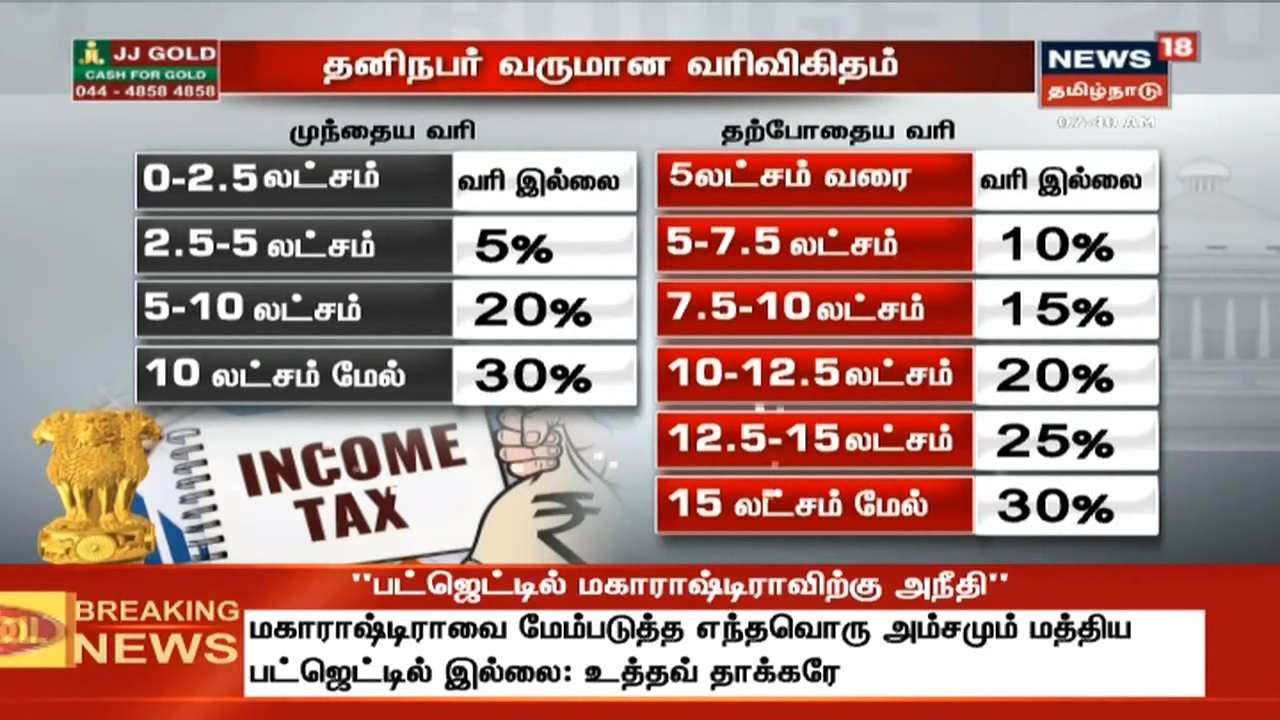 JJ GOLD
CASH FOR GOLD
044 - 4858 4858
தனிநபர் வருமான வரிவிகிதம்
NEWS 18
தமிழ்நாடு
07:40 AM
முந்தைய வரி
0-2.5 லட்சம் வரி இல்லை
2.5-5 லட்சம் 5%
5-10 லட்சம் 20%
10 லட்சம் மேல் 30%
தற்போதைய வரி
5லட்சம் வரை வரி இல்லை
5-7.5 லட்சம் 10%
7.5-10 லட்சம் 15%
10-12.5 லட்சம் 20%
12.5-15 லட்சம் 25%
15 லட்சம் மேல் 30%
INCOME
TAX
₹
BREAKING
NEWS
"பட்ஜெட்டில் மகாராஷ்டிராவிற்கு அநீதி"
மகாராஷ்டிராவை மேம்படுத்த எந்தவொரு அம்சமும் மத்திய
பட்ஜெட்டில் இல்லை: உத்தவ் தாக்கரே